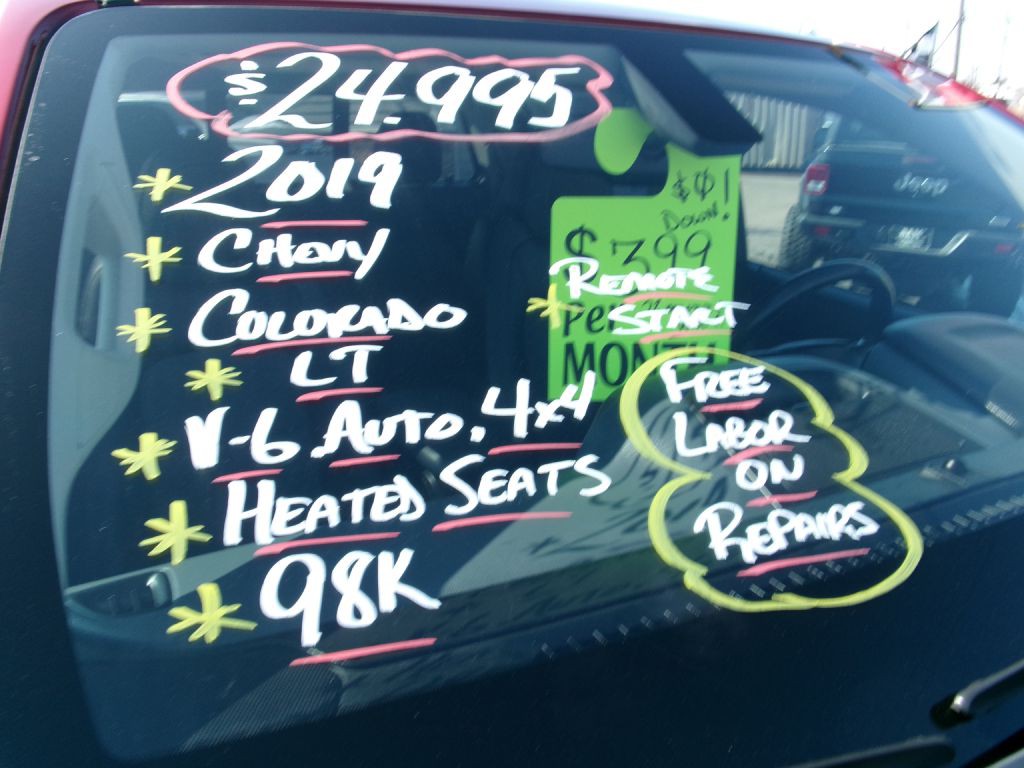 $24.995
* 2019
* Chevy
* Colorado
* LT
* V-6. Auto. 4x4
* Heated Seats
* 98K
$0!
Down!
$399
Per
MONTH
* Remote
Start
Free
Labor
on
Repairs
Jeep